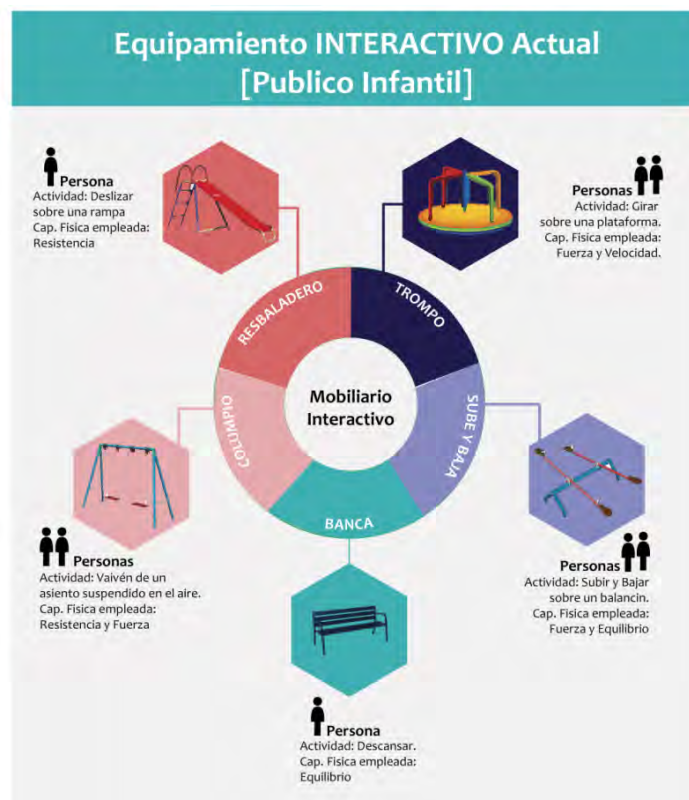 Equipamiento INTERACTIVO Actual
[Publico Infantil]
Persona
Actividad: Deslizar
sobre una rampa
Cap. Fisica empleada:
Resistencia
Personas
Actividad: Girar
sobre una plataforma.
Cap. Fisica empleada:
Fuerza y Velocidad.
RESBALADERO
TROMPO
Mobiliario
Interactivo
COLUMPIO
SUBE Y BAJA
BANCA
Personas
Actividad: Vaivén de un
asiento suspendido en el aire.
Cap. Fisica empleada:
Resistencia y Fuerza
Personas
Actividad: Subir y Bajar
sobre un balancin.
Cap. Fisica empleada:
Fuerza y Equilibrio
Persona
Actividad: Descansar.
Cap. Fisica empleada:
Equilibrio